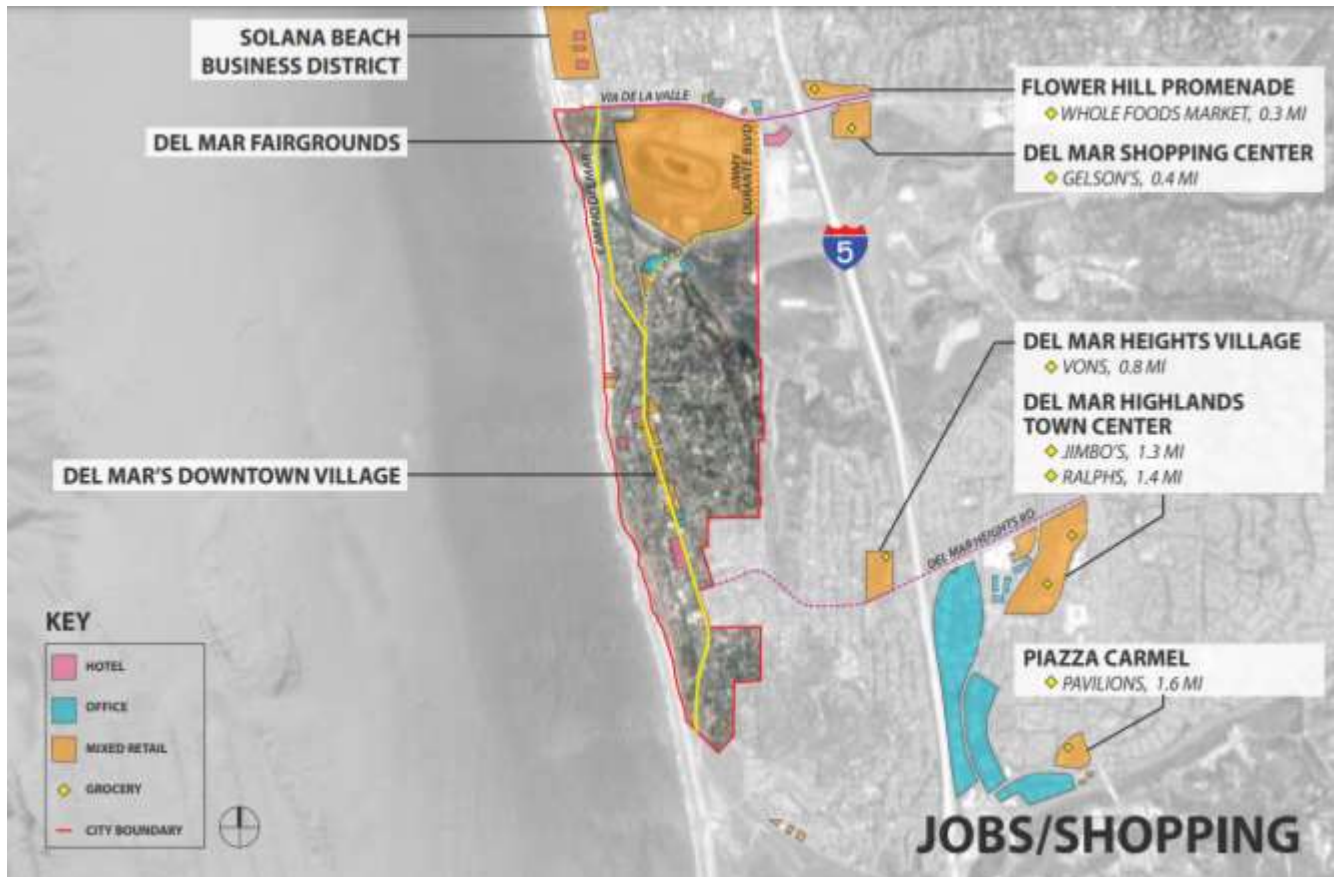 SOLANA BEACH
BUSINESS DISTRICT
DEL MAR FAIRGROUNDS
DEL MAR'S DOWNTOWN VILLAGE
VIA DE LA VALLE
CAMINO DEL MAR
JIMMY
DURANTE BLVD
5
FLOWER HILL PROMENADE
WHOLE FOODS MARKET, 0.3 MI
DEL MAR SHOPPING CENTER
GELSON'S, 0.4 MI
DEL MAR HEIGHTS VILLAGE
VONS, 0.8 MI
DEL MAR HIGHLANDS
TOWN CENTER
JIMBO'S, 1.3 MI
RALPHS, 1.4 MI
DEL MAR HEIGHTS RD.
PIAZZA CARMEL
PAVILIONS, 1.6 MI
KEY
HOTEL
OFFICE
MIXED RETAIL
GROCERY
CITY BOUNDARY
JOBS/SHOPPING